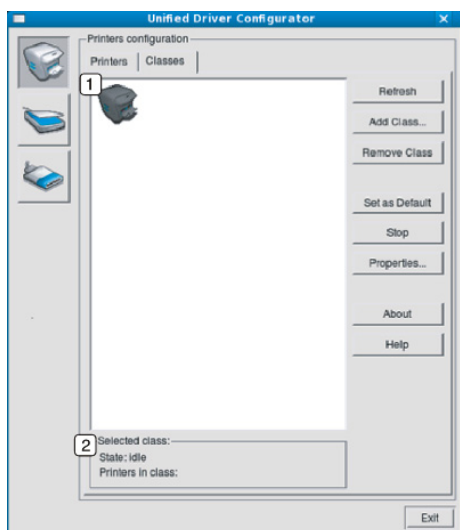 Unified Driver Configurator
Printers configuration
Printers
Classes
1
Refresh
Add Class...
Remove Class
Set as Default
Stop
Properties...
About
Help
2
Selected class:
State: idle
Printers in class:
Exit